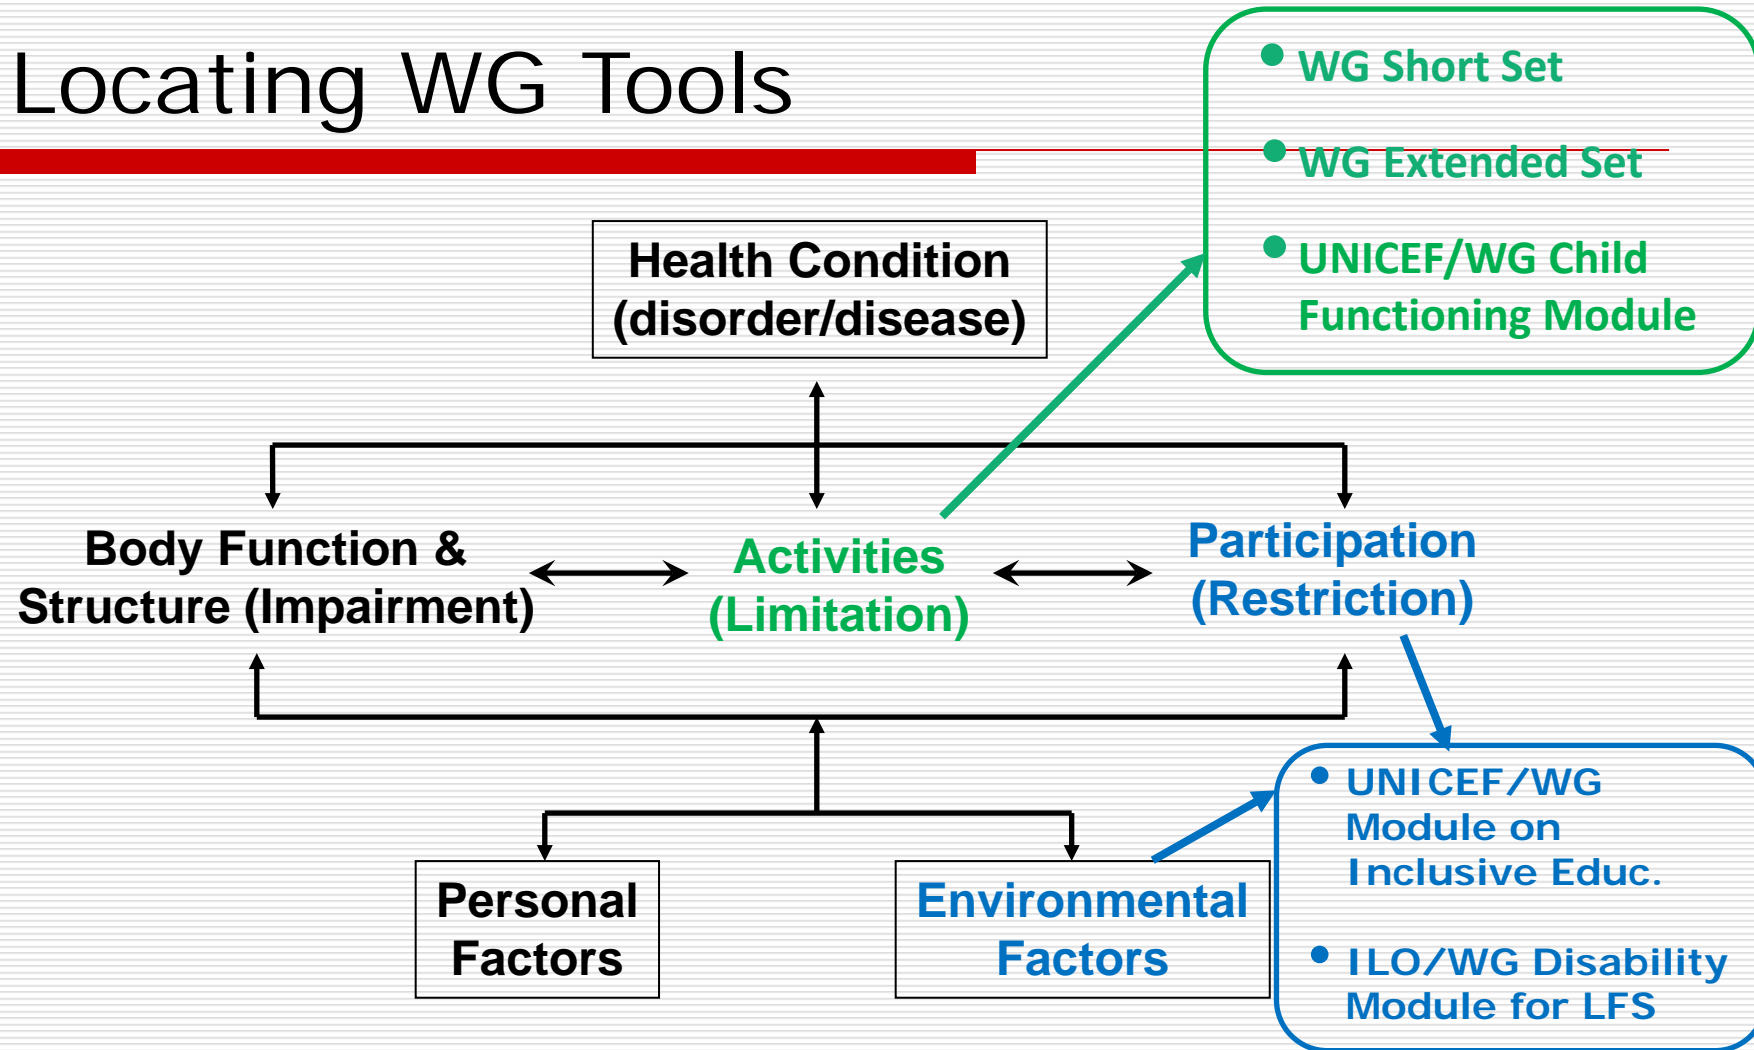 Locating WG Tools
• WG Short Set
• WG Extended Set
• UNICEF/WG Child
Functioning Module
Health Condition
(disorder/disease)
Body Function &
Structure (Impairment)
Activities
(Limitation)
Participation
(Restriction)
Personal
Factors
Environmental
Factors
• UNICEF/WG
Module on
Inclusive Educ.
• ILO/WG Disability
Module for LFS